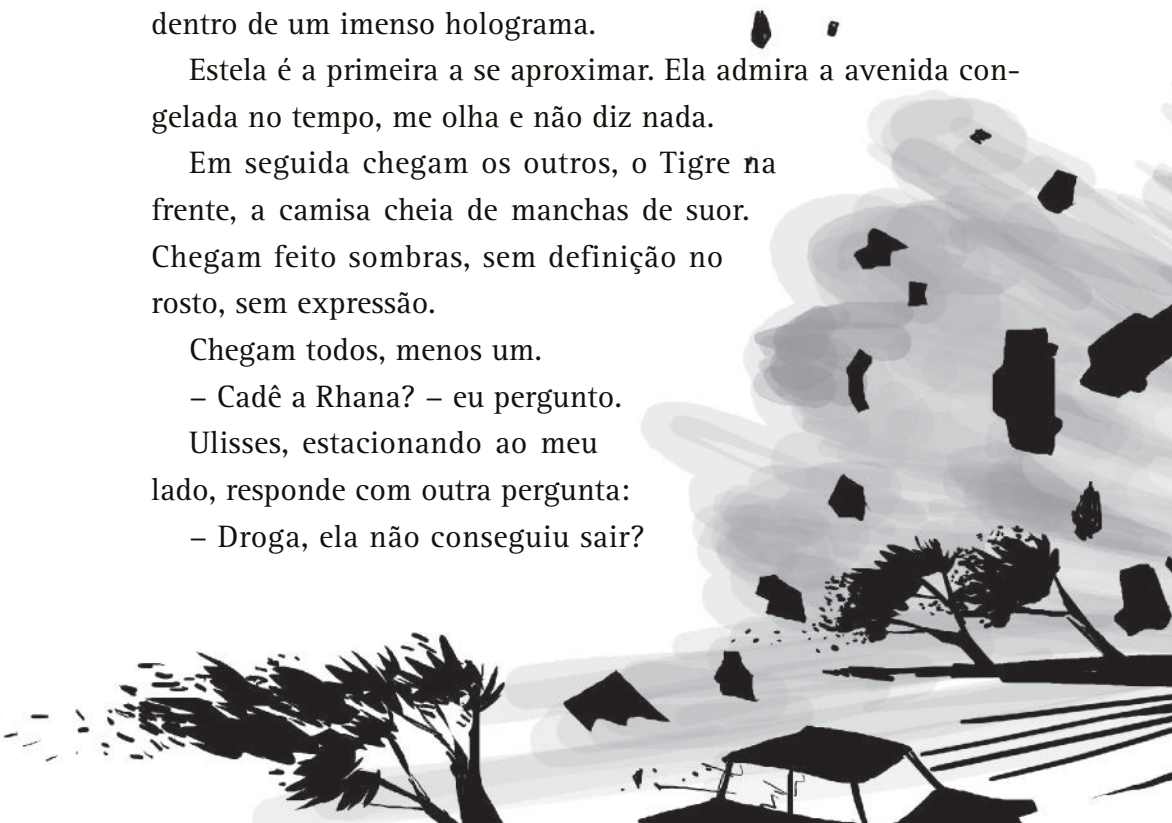 dentro de um imenso holograma.
Estela é a primeira a se aproximar. Ela admira a avenida con-
gelada no tempo, me olha e não diz nada.
Em seguida chegam os outros, o Tigre na
frente, a camisa cheia de manchas de suor.
Chegam feito sombras, sem definição no
rosto, sem expressão.
Chegam todos, menos um.
– Cadê a Rhana? – eu pergunto.
Ulisses, estacionando ao meu
lado, responde com outra pergunta:
– Droga, ela não conseguiu sair?